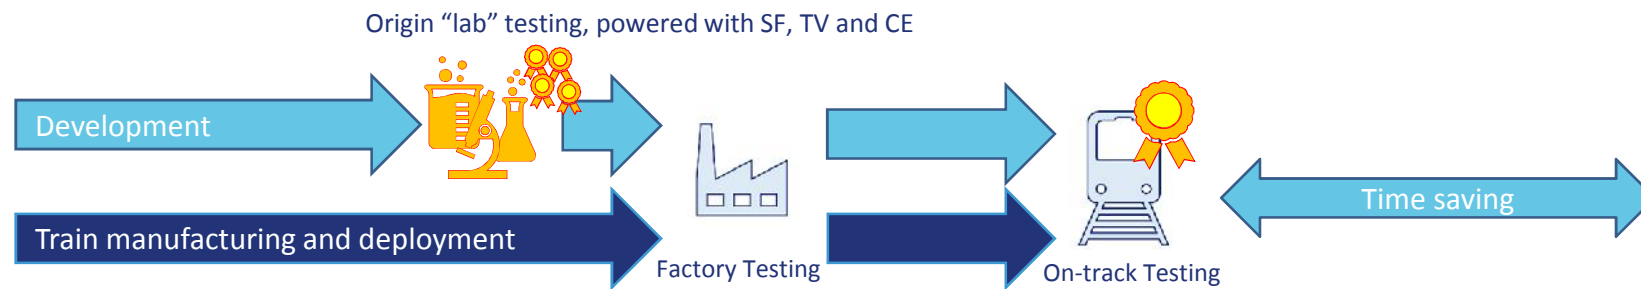 Origin “lab” testing, powered with SF, TV and CE
Development
Train manufacturing and deployment
Factory Testing
On-track Testing
Time saving